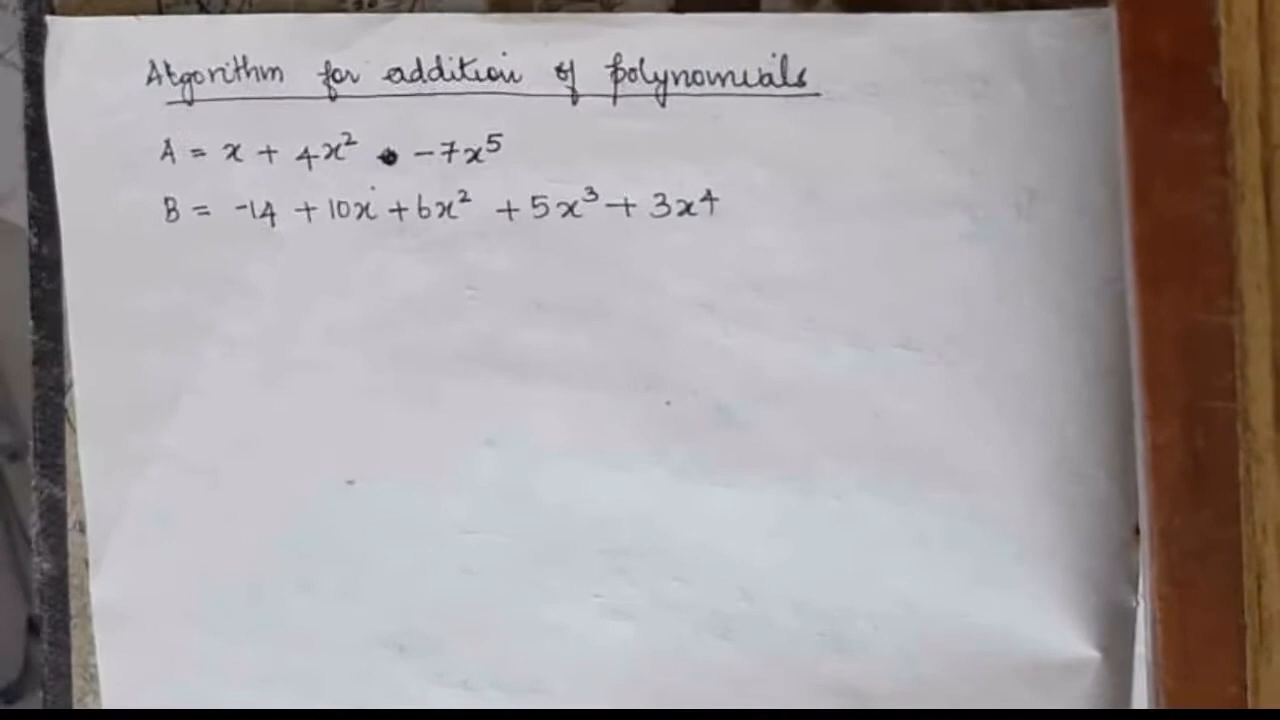 Algorithm for addition of polynomials
A = x + 4x² -7x⁵
B = -14 + 10x + 6x² + 5x³ + 3x⁴